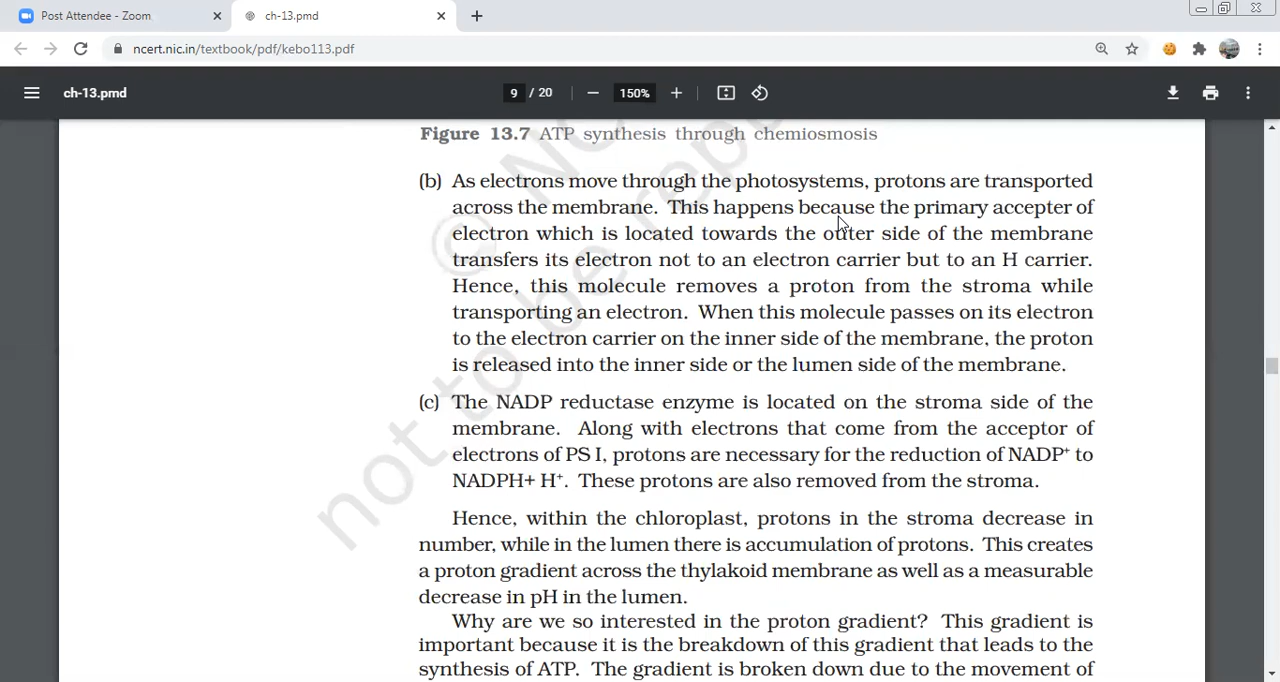 Post Attendee - Zoom
ch-13.pmd
ncert.nic.in/textbook/pdf/kebo113.pdf
ch-13.pmd
9 / 20
150%
Figure 13.7 ATP synthesis through chemiosmosis
(b) As electrons move through the photosystems, protons are transported
across the membrane. This happens because the primary accepter of
electron which is located towards the outer side of the membrane
transfers its electron not to an electron carrier but to an H carrier.
Hence, this molecule removes a proton from the stroma while
transporting an electron. When this molecule passes on its electron
to the electron carrier on the inner side of the membrane, the proton
is released into the inner side or the lumen side of the membrane.
(c) The NADP reductase enzyme is located on the stroma side of the
membrane. Along with electrons that come from the acceptor of
electrons of PS I, protons are necessary for the reduction of NADP⁺ to
NADPH+ H⁺. These protons are also removed from the stroma.
Hence, within the chloroplast, protons in the stroma decrease in
number, while in the lumen there is accumulation of protons. This creates
a proton gradient across the thylakoid membrane as well as a measurable
decrease in pH in the lumen.
Why are we so interested in the proton gradient? This gradient is
important because it is the breakdown of this gradient that leads to the
synthesis of ATP. The gradient is broken down due to the movement of
not to be